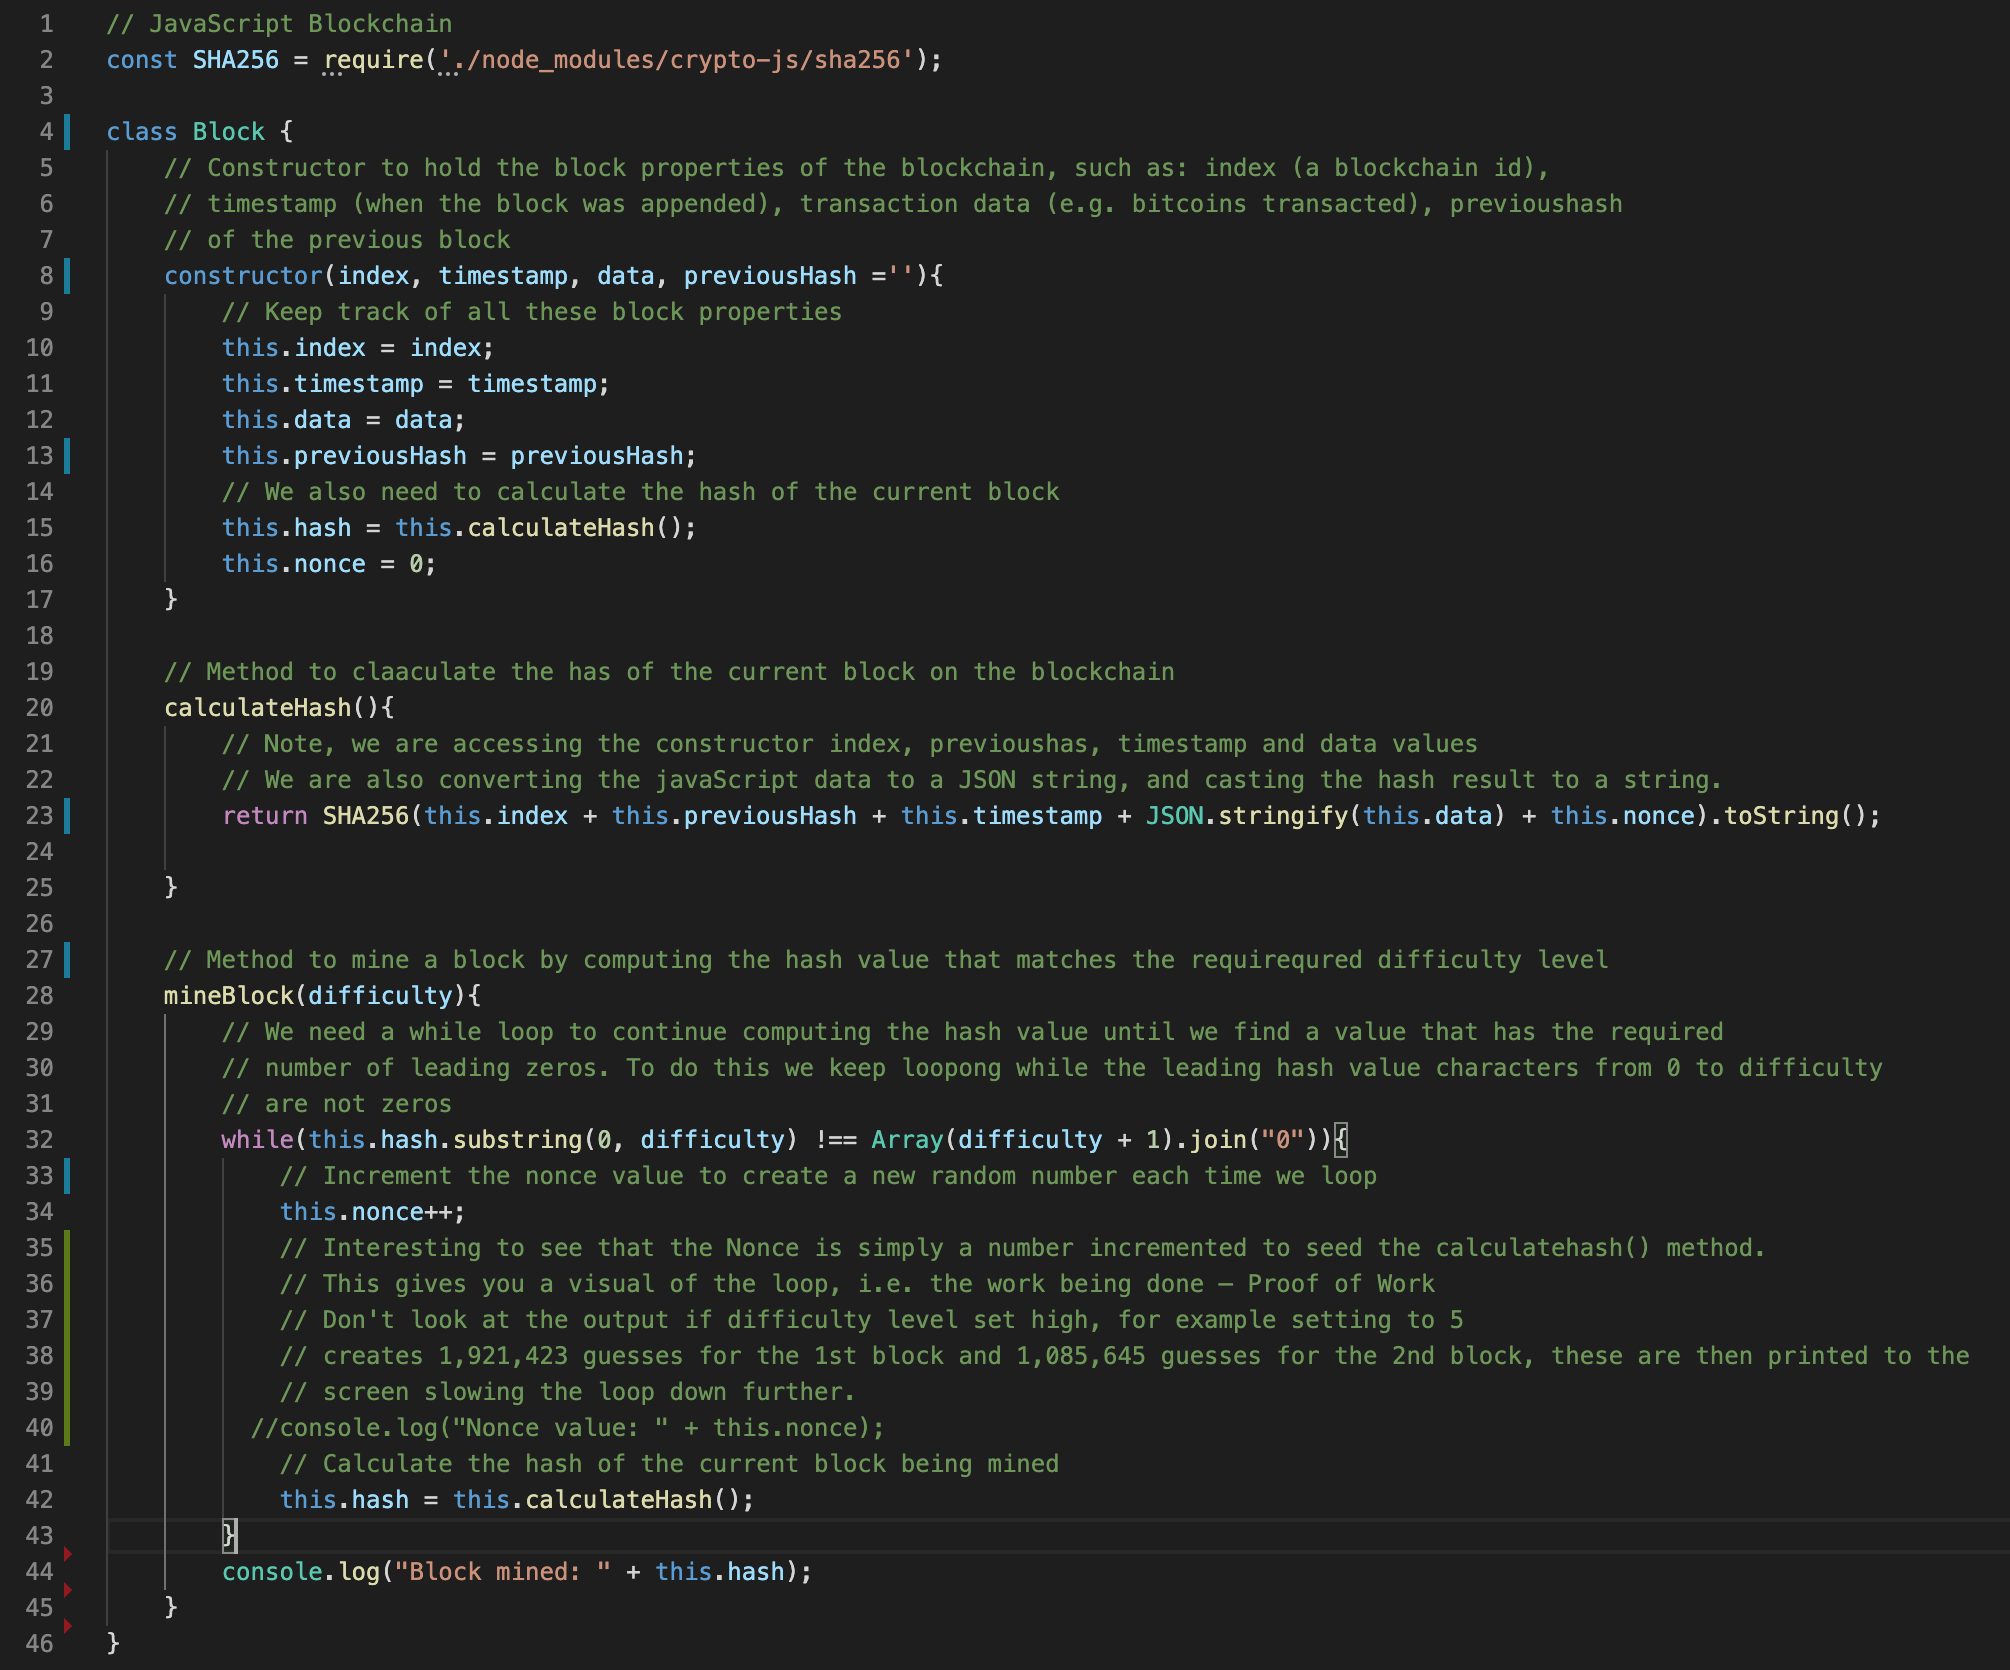 1 // JavaScript Blockchain
2 const SHA256 = require('./node_modules/crypto-js/sha256');
3
4 class Block {
5 // Constructor to hold the block properties of the blockchain, such as: index (a blockchain id),
6 // timestamp (when the block was appended), transaction data (e.g. bitcoins transacted), previoushash
7 // of the previous block
8 constructor(index, timestamp, data, previousHash =''){
9 // Keep track of all these block properties
10 this.index = index;
11 this.timestamp = timestamp;
12 this.data = data;
13 this.previousHash = previousHash;
14 // We also need to calculate the hash of the current block
15 this.hash = this.calculateHash();
16 this.nonce = 0;
17 }
18
19 // Method to claaculate the has of the current block on the blockchain
20 calculateHash(){
21 // Note, we are accessing the constructor index, previoushas, timestamp and data values
22 // We are also converting the javaScript data to a JSON string, and casting the hash result to a string.
23 return SHA256(this.index + this.previousHash + this.timestamp + JSON.stringify(this.data) + this.nonce).toString();
24
25 }
26
27 // Method to mine a block by computing the hash value that matches the requirequred difficulty level
28 mineBlock(difficulty){
29 // We need a while loop to continue computing the hash value until we find a value that has the required
30 // number of leading zeros. To do this we keep loopong while the leading hash value characters from 0 to difficulty
31 // are not zeros
32 while(this.hash.substring(0, difficulty) !== Array(difficulty + 1).join("0")){
33 // Increment the nonce value to create a new random number each time we loop
34 this.nonce++;
35 // Interesting to see that the Nonce is simply a number incremented to seed the calculatehash() method.
36 // This gives you a visual of the loop, i.e. the work being done – Proof of Work
37 // Don't look at the output if difficulty level set high, for example setting to 5
38 // creates 1,921,423 guesses for the 1st block and 1,085,645 guesses for the 2nd block, these are then printed to the
39 // screen slowing the loop down further.
40 //console.log("Nonce value: " + this.nonce);
41 // Calculate the hash of the current block being mined
42 this.hash = this.calculateHash();
43 }
44 console.log("Block mined: " + this.hash);
45 }
46 }